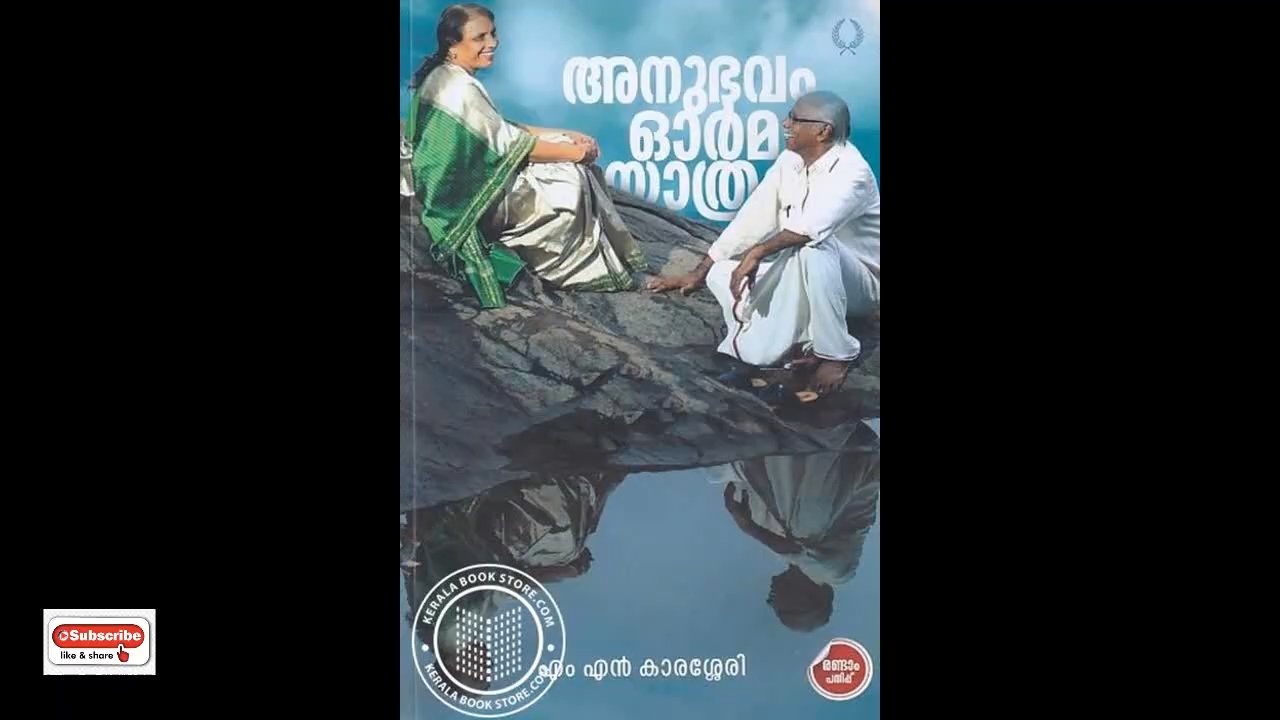 അനുഭവം
ഓർമ
യാത്ര
KERALA BOOK STORE.COM
KERALA BOOK STORE.COM
എം എൻ കാരശ്ശേരി
രണ്ടാം
പതിപ്പ്
Subscribe
like & share